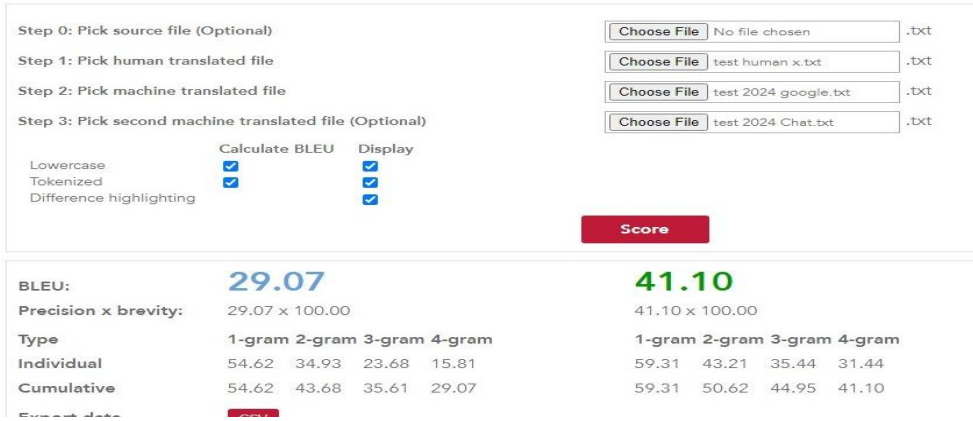 Step 0: Pick source file (Optional) Choose File No file chosen .txt
Step 1: Pick human translated file Choose File test human x.txt .txt
Step 2: Pick machine translated file Choose File test 2024 google.txt .txt
Step 3: Pick second machine translated file (Optional) Choose File test 2024 Chat.txt .txt
Calculate BLEU Display
Lowercase
Tokenized
Difference highlighting
Score
BLEU: 29.07 41.10
Precision x brevity: 29.07 x 100.00 41.10 x 100.00
Type 1-gram 2-gram 3-gram 4-gram 1-gram 2-gram 3-gram 4-gram
Individual 54.62 34.93 23.68 15.81 59.31 43.21 35.44 31.44
Cumulative 54.62 43.68 35.61 29.07 59.31 50.62 44.95 41.10
Export data CSV